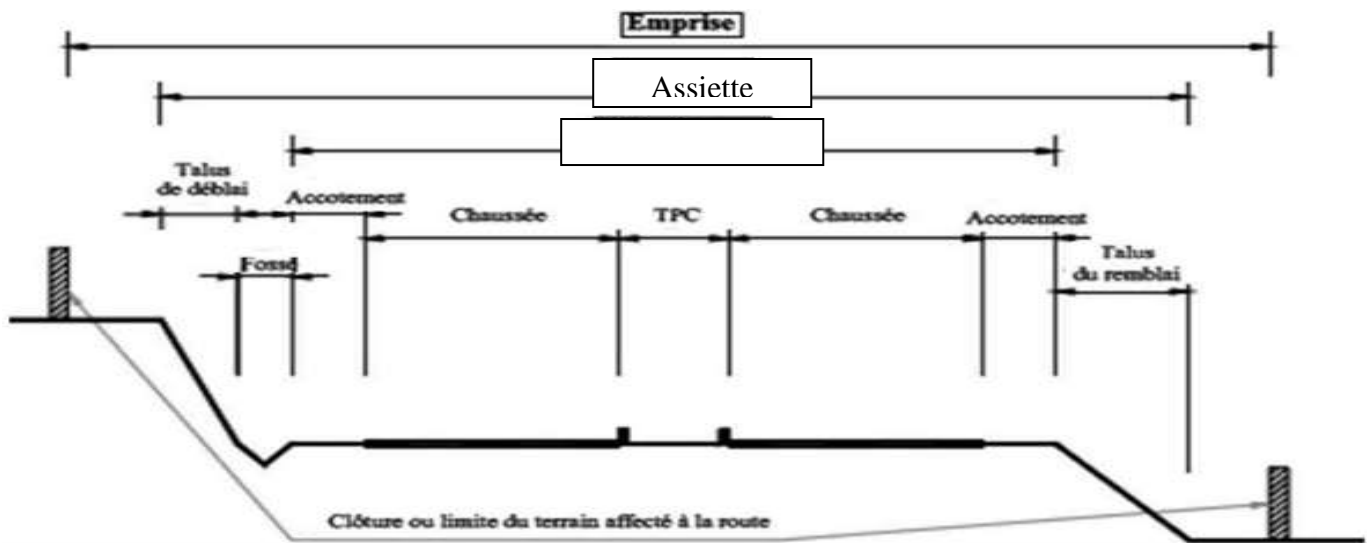 Emprise
Assiette
Talus
de déblai
Accotement
Chaussée
TPC
Chaussée
Accotement
Fossé
Talus
du remblai
Clôture ou limite du terrain affecté à la route